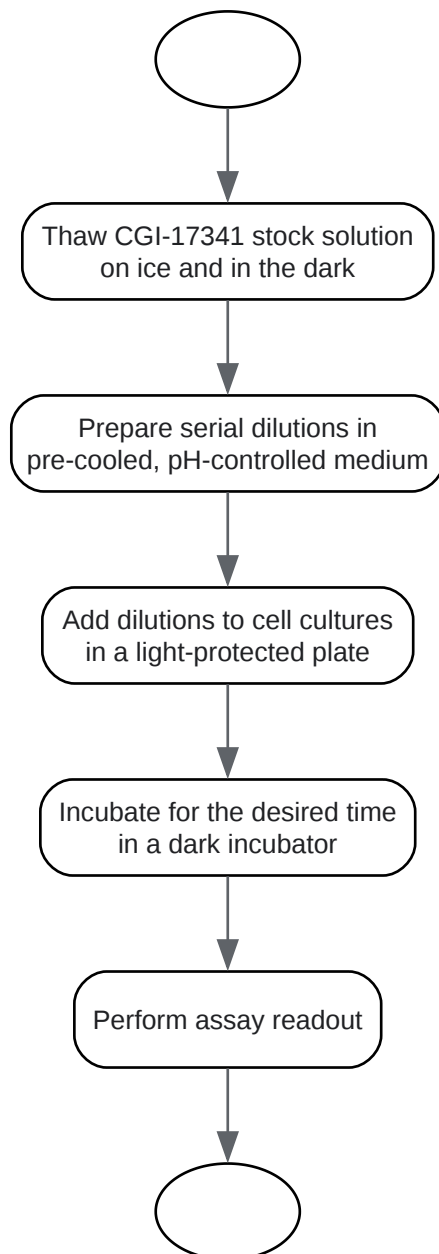 Thaw CGI-17341 stock solution
on ice and in the dark
Prepare serial dilutions in
pre-cooled, pH-controlled medium
Add dilutions to cell cultures
in a light-protected plate
Incubate for the desired time
in a dark incubator
Perform assay readout